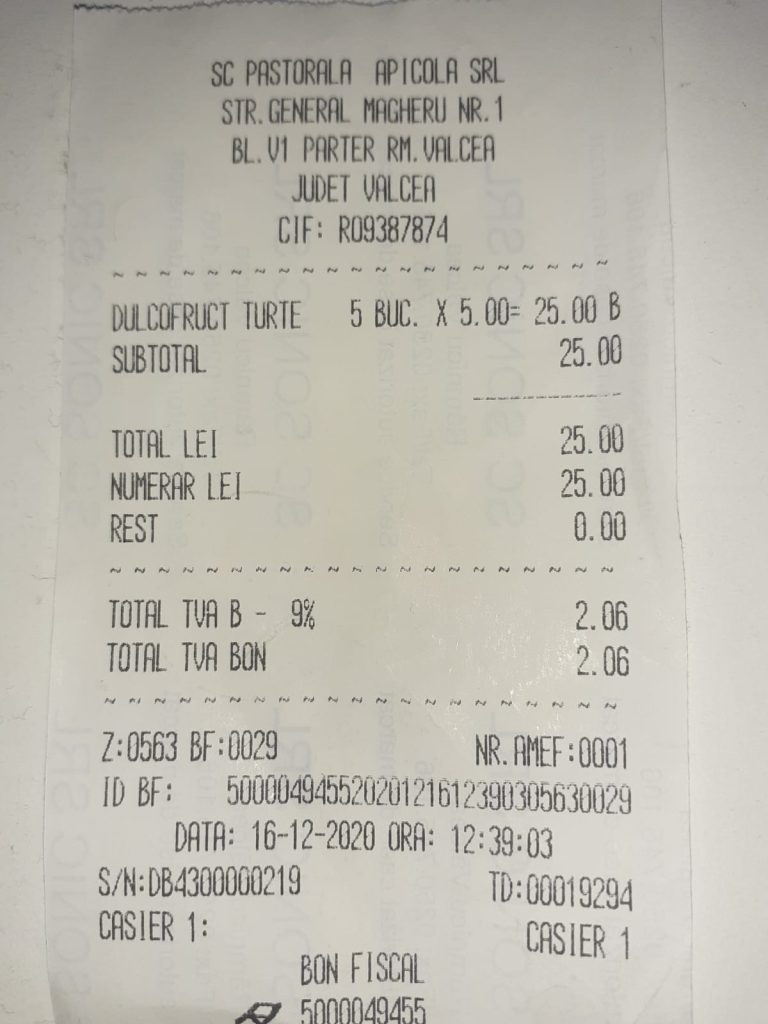 SC PASTORALA APICOLA SRL
STR.GENERAL MAGHERU NR.1
BL.V1 PARTER RM.VALCEA
JUDET VALCEA
CIF: RO9387874
DULCOFRUCT TURTE 5 BUC. X 5.00= 25.00 B
SUBTOTAL 25.00
TOTAL LEI 25.00
NUMERAR LEI 25.00
REST 0.00
TOTAL TVA B - 9% 2.06
TOTAL TVA BON 2.06
Z:0563 BF:0029 NR.AMEF:0001
ID BF: 50000494552020121612390305630029
DATA: 16-12-2020 ORA: 12:39:03
S/N:DB4300000219 TD:00019294
CASIER 1: CASIER 1
BON FISCAL
5000049455